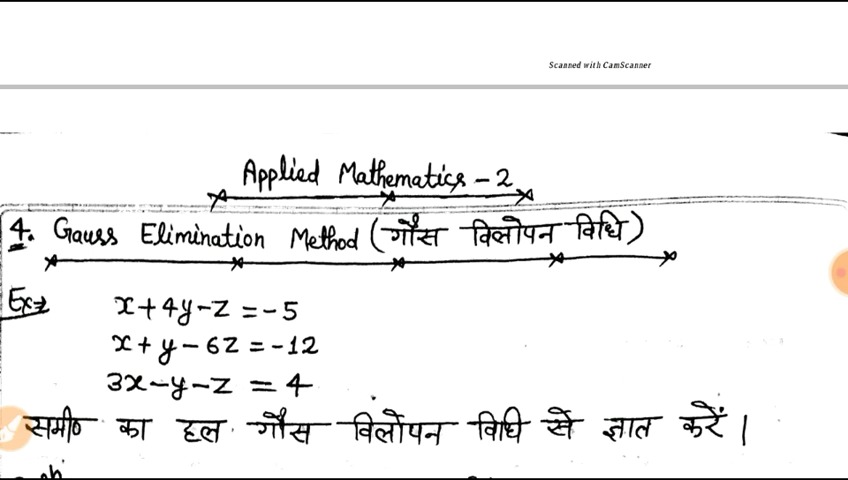 Scanned with CamScanner
Applied Mathematics - 2
4. Gauss Elimination Method (गौस विलोपन विधि)
Ex⇒
x + 4y - z = -5
x + y - 6z = -12
3x - y - z = 4
समी० का हल गौस विलोपन विधि से ज्ञात करें।